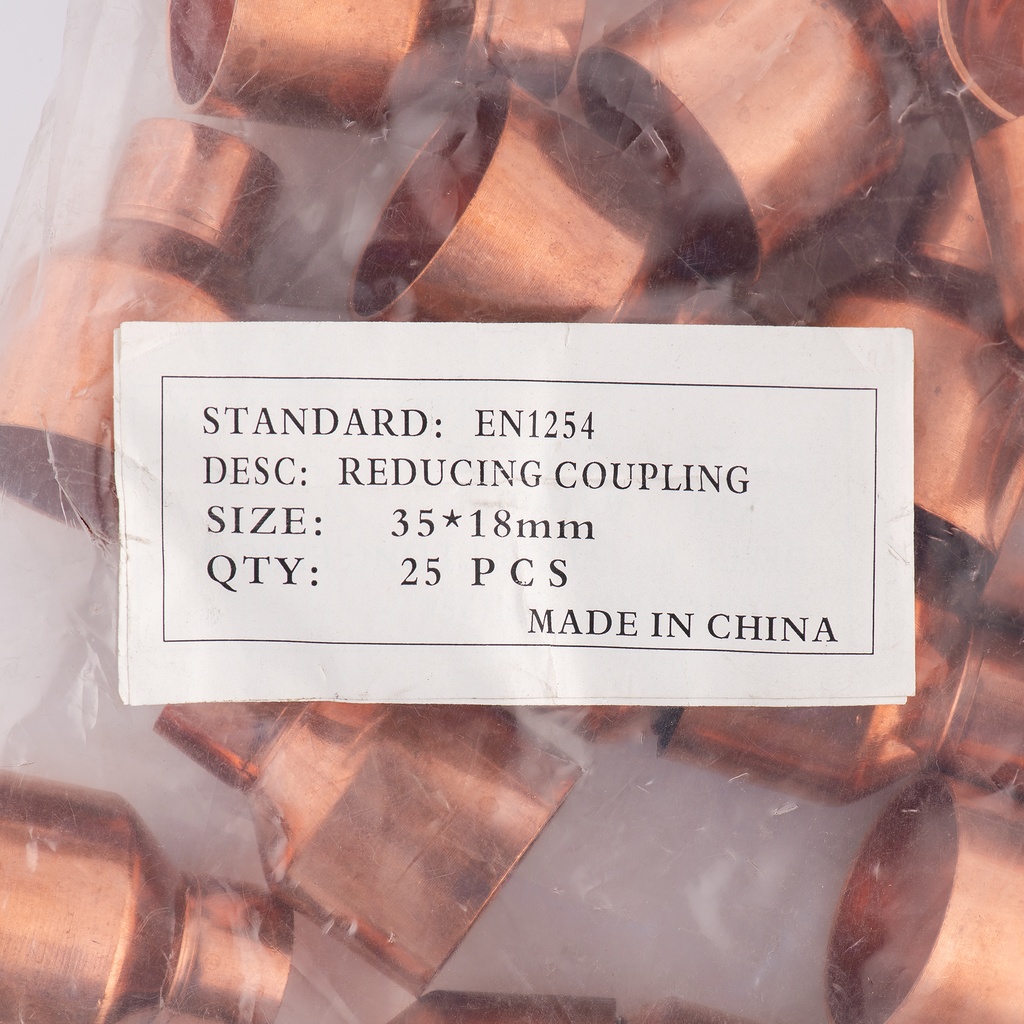 STANDARD: EN1254
DESC: REDUCING COUPLING
SIZE: 35*18mm
QTY: 25 PCS
MADE IN CHINA